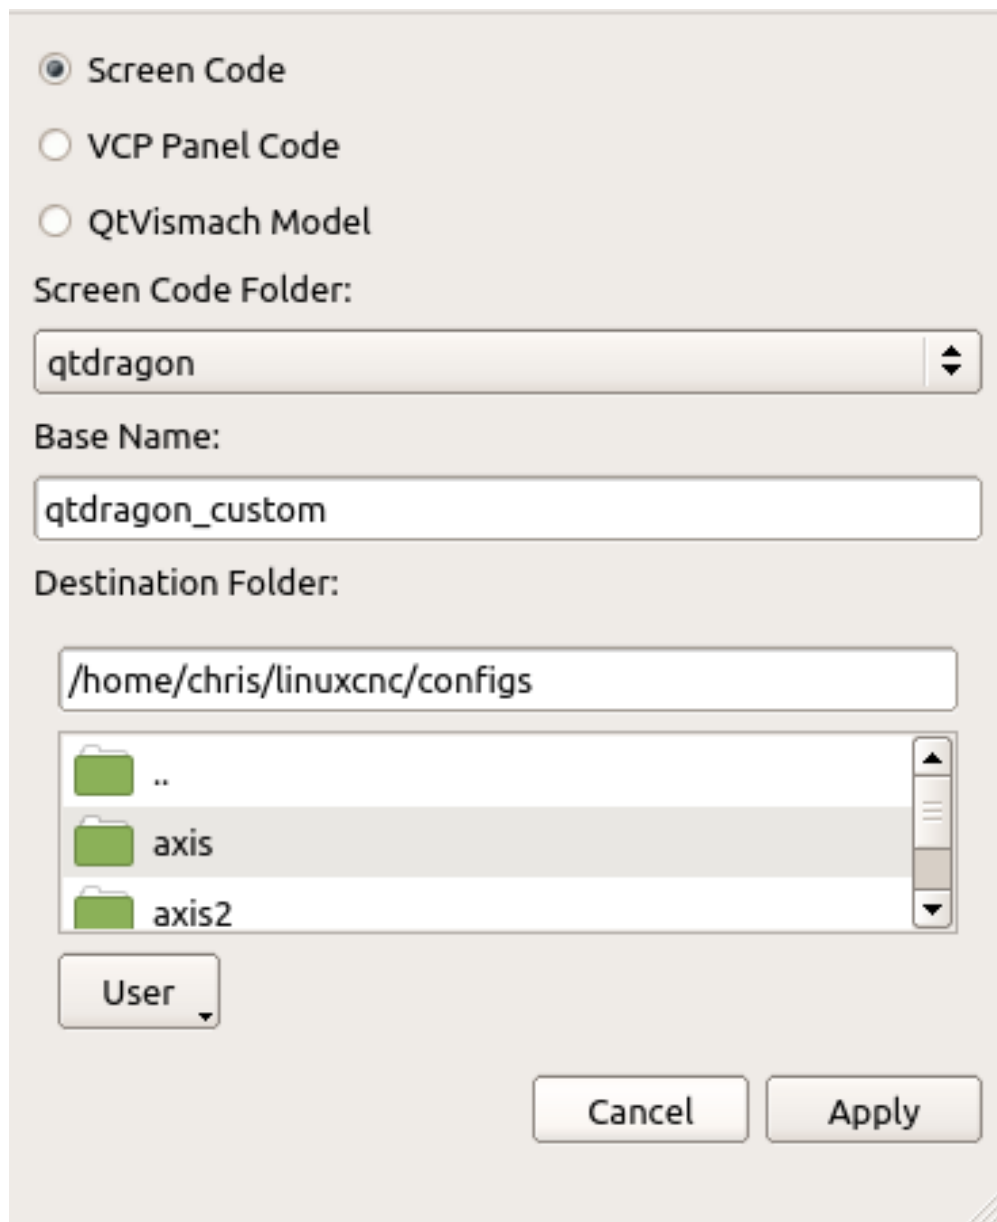 Screen Code
VCP Panel Code
QtVismach Model
Screen Code Folder:
qtdragon
Base Name:
qtdragon_custom
Destination Folder:
/home/chris/linuxcnc/configs
..
axis
axis2
User
Cancel Apply